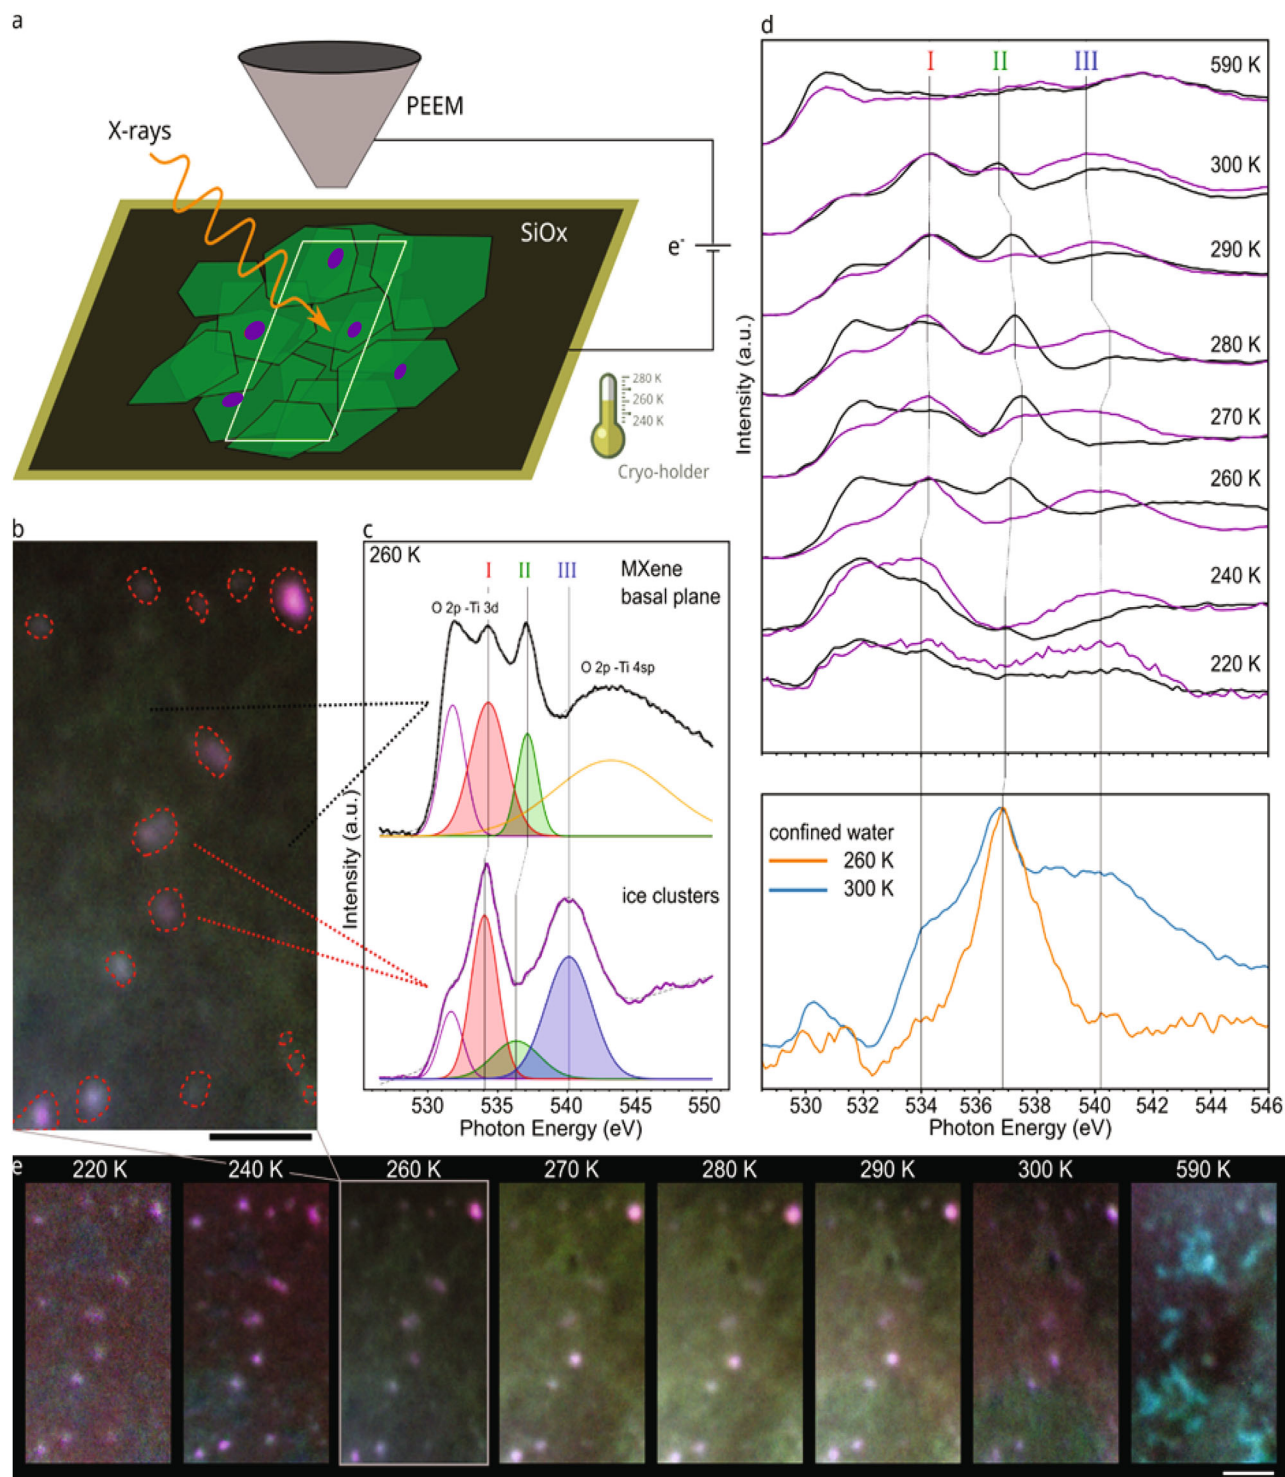 a
PEEM
X-rays
SiOx
e-
280 K
260 K
240 K
Cryo-holder
b
c
260 K
I II III
MXene
basal plane
O 2p -Ti 3d
O 2p -Ti 4sp
ice clusters
Intensity (a.u.)
530 535 540 545 550
Photon Energy (eV)
d
I II III
590 K
300 K
290 K
280 K
270 K
260 K
240 K
220 K
Intensity (a.u.)
confined water
260 K
300 K
530 532 534 536 538 540 542 544 546
Photon Energy (eV)
e
220 K 240 K 260 K 270 K 280 K 290 K 300 K 590 K